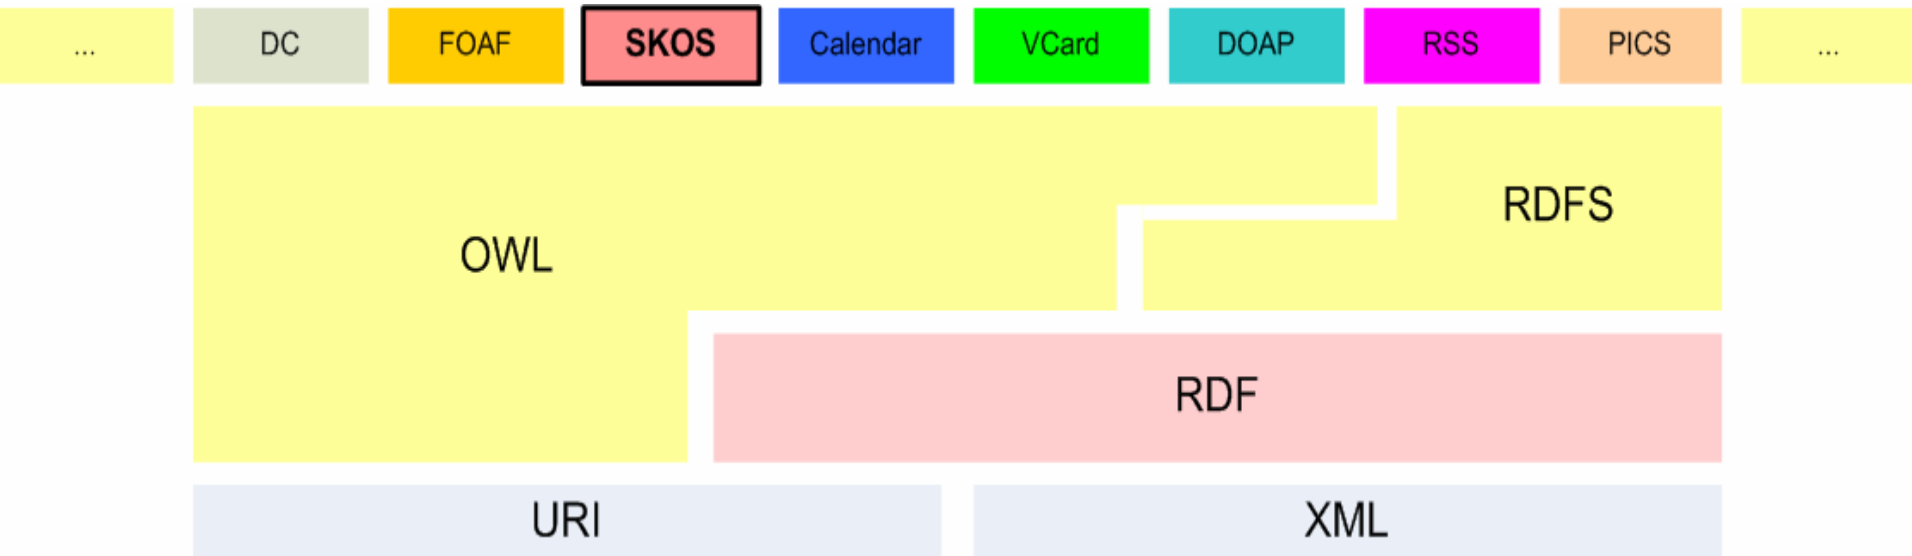 ...
DC
FOAF
SKOS
Calendar
VCard
DOAP
RSS
PICS
...
OWL
RDFS
RDF
URI
XML